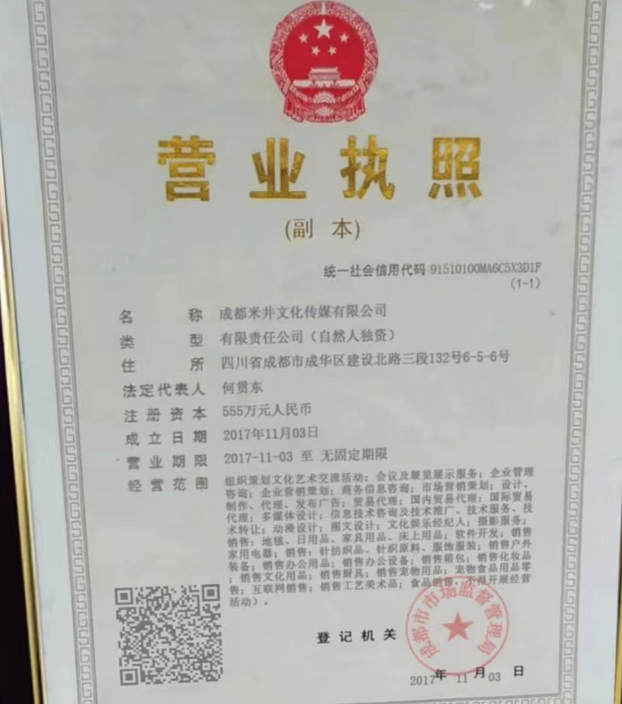 营业执照
(副 本)
统一社会信用代码 91510100MA6C5X3D1F
(1-1)
名 称 成都米井文化传媒有限公司
类 型 有限责任公司（自然人独资）
住 所 四川省成都市成华区建设北路三段132号6-5-6号
法定代表人 何贯东
注册资本 555万元人民币
成立日期 2017年11月03日
营业期限 2017-11-03 至 无固定期限
经营范围 组织策划文化艺术交流活动；会议及展览展示服务；企业管理
咨询；企业营销策划；商务信息咨询；市场营销策划；设计、
制作、代理、发布广告；贸易代理；国内贸易代理；国际贸易
代理；多媒体设计；信息技术咨询及技术推广、技术服务、技
术转让；动漫设计；图文设计；文化娱乐经纪人；摄影服务；
销售：地毯、日用品、家具用品、床上用品；软件开发；销售
家用电器；销售：针纺织品、针织原料、服饰服装；销售户外
装备；销售办公用品；销售办公设备；销售箱包；销售化妆品
；销售文化用品；销售厨具；销售宠物用品；宠物食品用品零
售；互联网销售；销售工艺美术品；食品销售 不得开展经营
活动）。
登记机关
成都市市场监督管理局
2017年 11 月 03 日